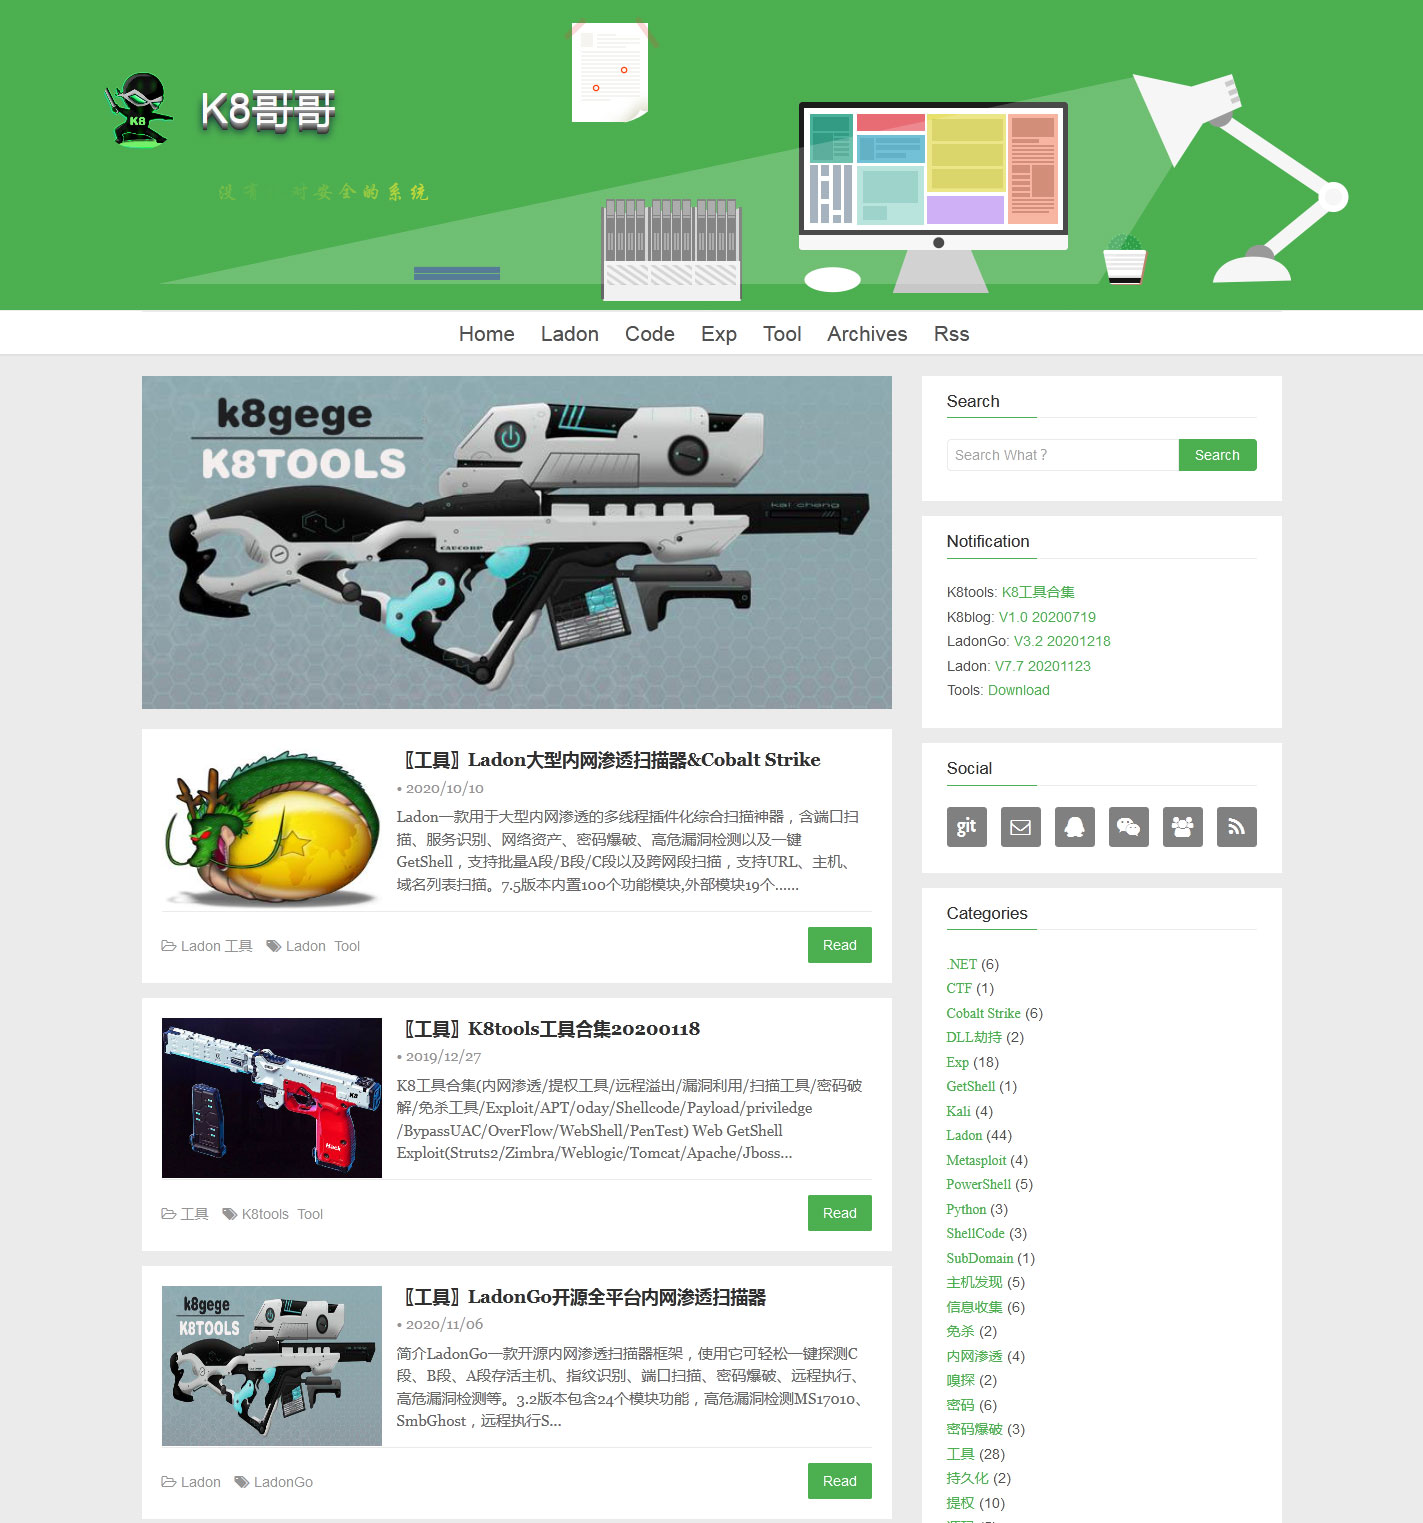 K8
K8哥哥
没有绝对安全的系统
Home Ladon Code Exp Tool Archives Rss
k8gege
K8TOOLS
kai cheng
CAUCORP
〖工具〗Ladon大型内网渗透扫描器&Cobalt Strike
• 2020/10/10
Ladon一款用于大型内网渗透的多线程插件化综合扫描神器，含端口扫
描、服务识别、网络资产、密码爆破、高危漏洞检测以及一键
GetShell，支持批量A段/B段/C段以及跨网段扫描，支持URL、主机、
域名列表扫描。7.5版本内置100个功能模块,外部模块19个......
Ladon 工具 Ladon Tool
Read
〖工具〗K8tools工具合集20200118
• 2019/12/27
K8工具合集(内网渗透/提权工具/远程溢出/漏洞利用/扫描工具/密码破
解/免杀工具/Exploit/APT/0day/Shellcode/Payload/priviledge
/BypassUAC/OverFlow/WebShell/PenTest) Web GetShell
Exploit(Struts2/Zimbra/Weblogic/Tomcat/Apache/Jboss...
K8
Hack
工具 K8tools Tool
Read
〖工具〗LadonGo开源全平台内网渗透扫描器
• 2020/11/06
简介LadonGo一款开源内网渗透扫描器框架，使用它可轻松一键探测C
段、B段、A段存活主机、指纹识别、端口扫描、密码爆破、远程执行、
高危漏洞检测等。3.2版本包含24个模块功能，高危漏洞检测MS17010、
SmbGhost，远程执行S...
k8gege
K8TOOLS
Ladon LadonGo
Read
Search
Search What？ Search
Notification
K8tools: K8工具合集
K8blog: V1.0 20200719
LadonGo: V3.2 20201218
Ladon: V7.7 20201123
Tools: Download
Social
git
Categories
.NET (6)
CTF (1)
Cobalt Strike (6)
DLL劫持 (2)
Exp (18)
GetShell (1)
Kali (4)
Ladon (44)
Metasploit (4)
PowerShell (5)
Python (3)
ShellCode (3)
SubDomain (1)
主机发现 (5)
信息收集 (6)
免杀 (2)
内网渗透 (4)
嗅探 (2)
密码 (6)
密码爆破 (3)
工具 (28)
持久化 (2)
提权 (10)